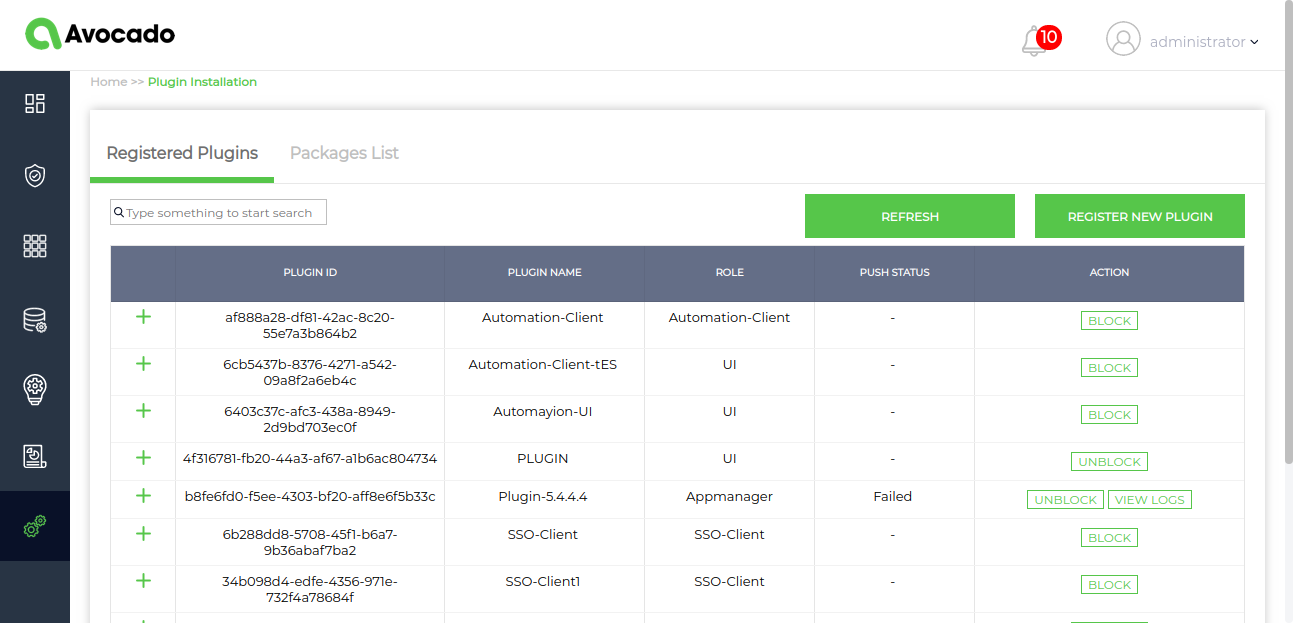 Avocado
10
administrator
Home >> Plugin Installation
Registered Plugins Packages List
Type something to start search
REFRESH
REGISTER NEW PLUGIN
PLUGIN ID PLUGIN NAME ROLE PUSH STATUS ACTION
af888a28-df81-42ac-8c20-
55e7a3b864b2
Automation-Client Automation-Client - BLOCK
6cb5437b-8376-4271-a542-
09a8f2a6eb4c
Automation-Client-tES UI - BLOCK
6403c37c-afc3-438a-8949-
2d9bd703ec0f
Automayion-UI UI - BLOCK
4f316781-fb20-44a3-af67-a1b6ac804734 PLUGIN UI - UNBLOCK
b8fe6fd0-f5ee-4303-bf20-aff8e6f5b33c Plugin-5.4.4.4 Appmanager Failed UNBLOCK VIEW LOGS
6b288dd8-5708-45f1-b6a7-
9b36abaf7ba2
SSO-Client SSO-Client - BLOCK
34b098d4-edfe-4356-971e-
732f4a78684f
SSO-Client1 SSO-Client - BLOCK